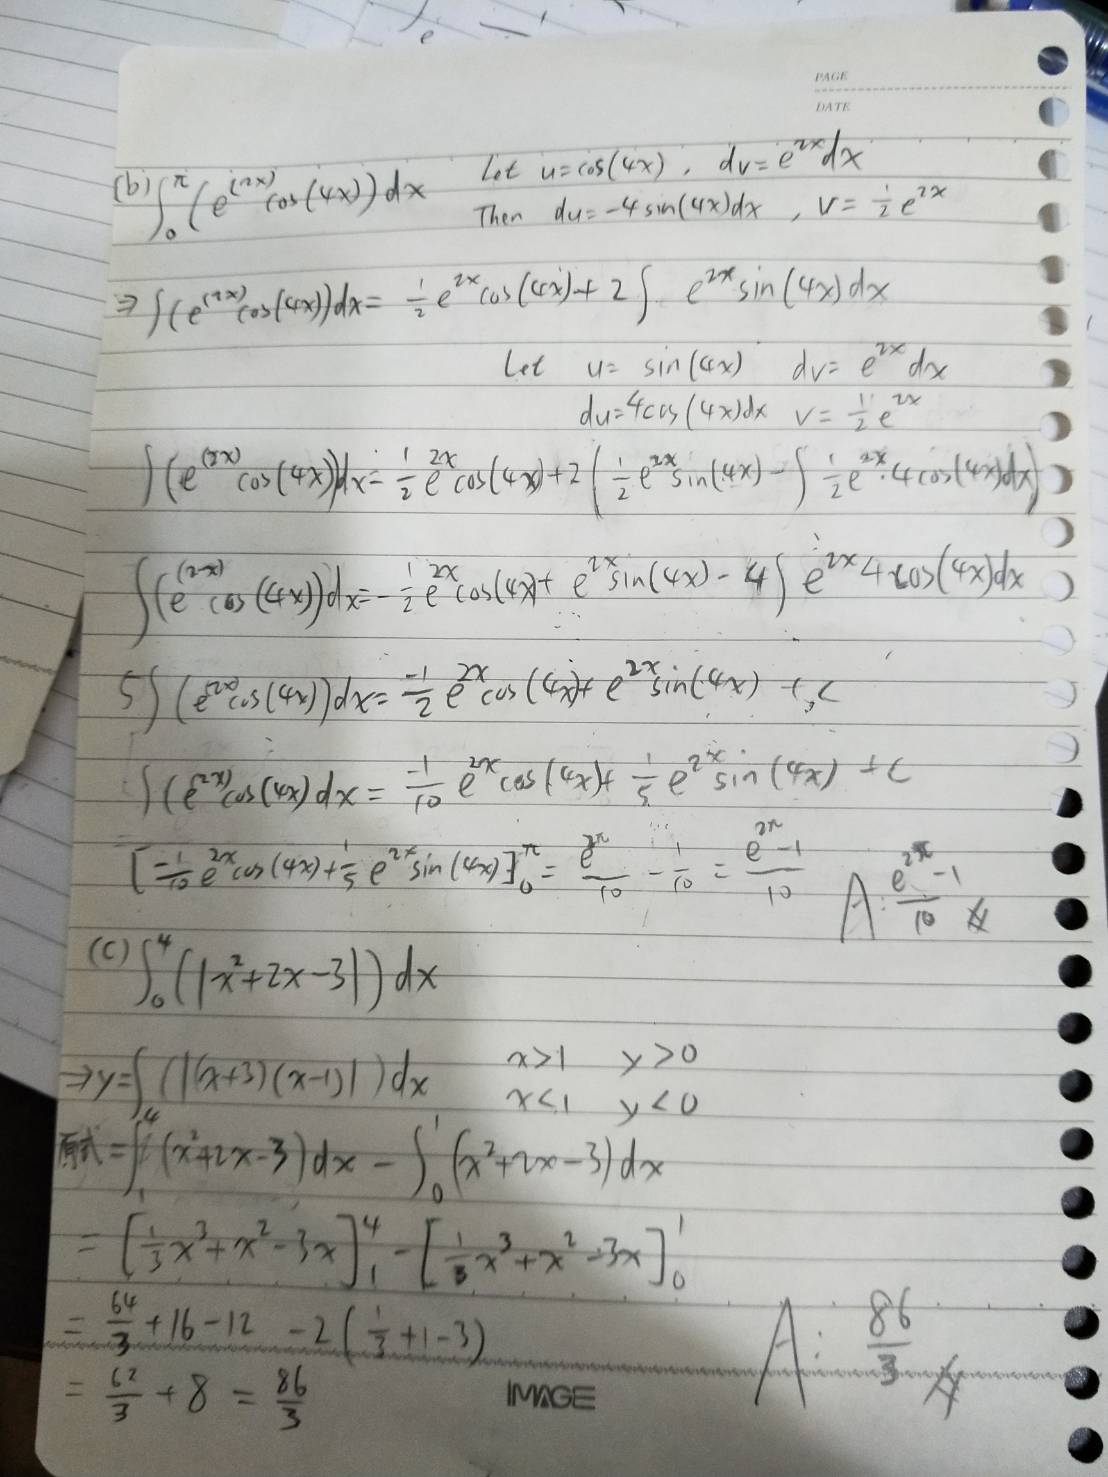 PAGE
DATE
(b) ∫₀^π (e^(2x) cos(4x)) dx Let u=cos(4x), dv=e^2x dx
Then du=-4sin(4x)dx, v=1/2 e^2x
⇒ ∫(e^(2x) cos(4x))dx = 1/2 e^2x cos(4x)+2∫ e^2x sin(4x)dx
Let u= sin(4x) dv= e^2x dx
du=4cos(4x)dx v=1/2 e^2x
∫(e^(2x) cos(4x))dx=1/2 e^2x cos(4x)+2(1/2 e^2x sin(4x)-∫1/2 e^2x·4cos(4x)dx)
∫(e^(2x) cos(4x))dx=-1/2 e^2x cos(4x)+e^2x sin(4x)-4∫e^2x 4cos(4x)dx
5∫(e^(2x) cos(4x))dx=-1/2 e^2x cos(4x)+e^2x sin(4x)+C
∫(e^(2x) cos(4x)dx=-1/10 e^2x cos(4x)+1/5 e^2x sin(4x)+C
[-1/10 e^2x cos(4x)+1/5 e^2x sin(4x)]₀^π=e^2π/10-1/10=e^2π-1/10 A:e^2π-1/10
(c) ∫₀⁴(|x²+2x-3|)dx
⇒y=∫(|(x+3)(x-1)|)dx x>1 y>0
x<1 y<0
原式=∫₁⁴(x²+2x-3)dx-∫₀¹(x²+2x-3)dx
=[1/3x³+x²-3x]₁⁴-[1/3x³+x²-3x]₀¹
=64/3+16-12-2(1/3+1-3)
=62/3+8=86/3 A:86/3
IMAGE